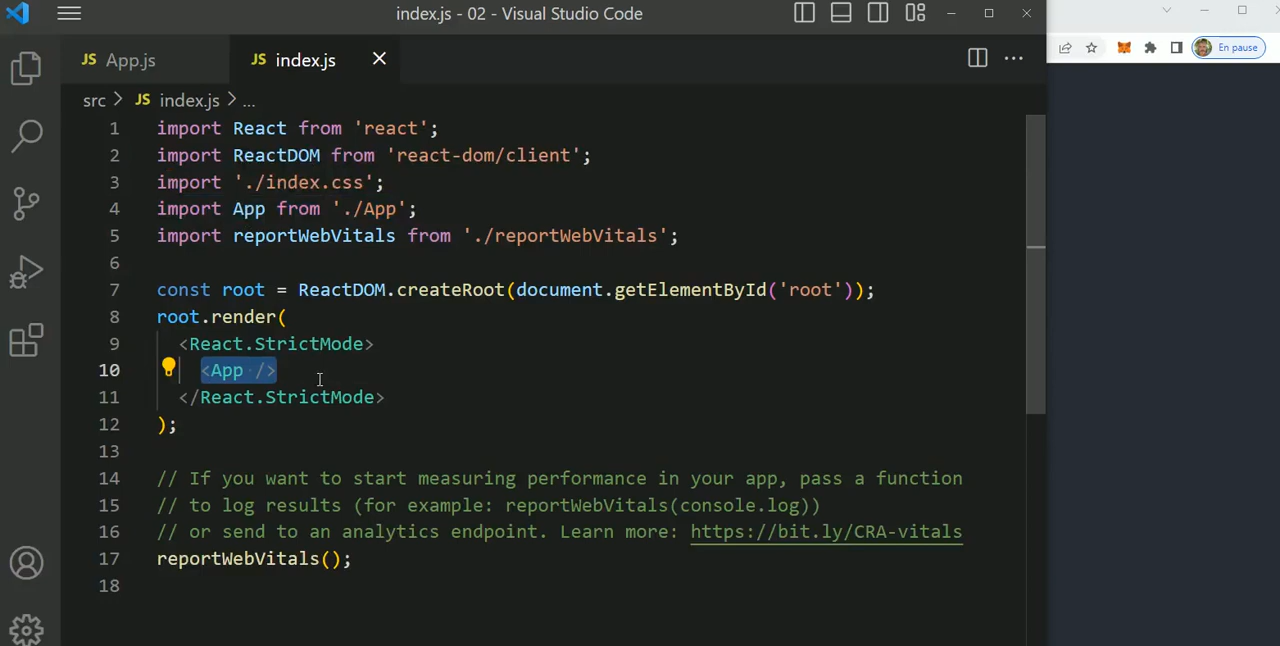 index.js - 02 - Visual Studio Code
JS App.js
JS index.js
En pause
src > JS index.js > ...
1 import React from 'react';
2 import ReactDOM from 'react-dom/client';
3 import './index.css';
4 import App from './App';
5 import reportWebVitals from './reportWebVitals';
6
7 const root = ReactDOM.createRoot(document.getElementById('root'));
8 root.render(
9 <React.StrictMode>
10 <App />
11 </React.StrictMode>
12 );
13
14 // If you want to start measuring performance in your app, pass a function
15 // to log results (for example: reportWebVitals(console.log))
16 // or send to an analytics endpoint. Learn more: https://bit.ly/CRA-vitals
17 reportWebVitals();
18